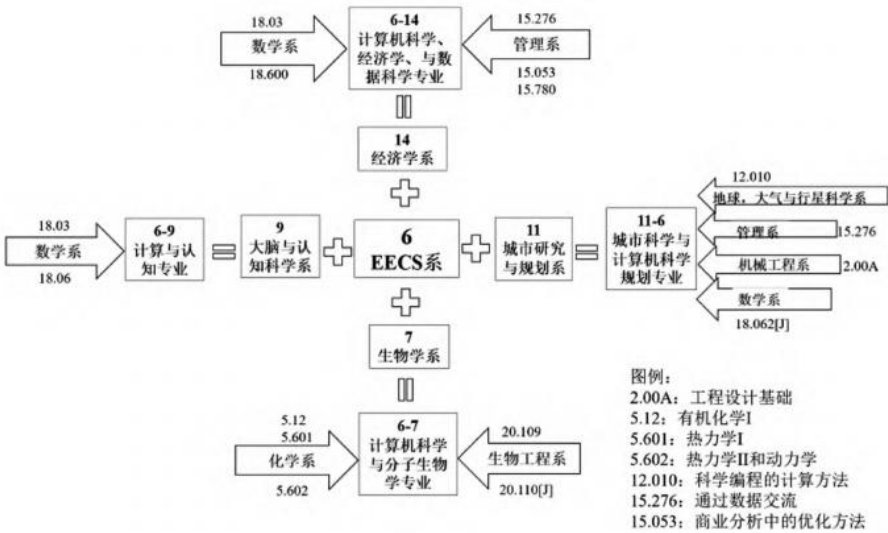 18.03
数学系
18.600
6-14
计算机科学、
经济学、与数
据科学专业
15.276
管理系
15.053
15.780
14
经济学系
18.03
数学系
18.06
6-9
计算与认
知专业
9
大脑与认
知科学系
6
EECS系
11
城市研究
与规划系
11-6
城市科学与
计算机科学
规划专业
12.010
地球，大气与行星科学系
管理系
15.276
机械工程系
2.00A
数学系
18.062[J]
7
生物学系
5.12
5.601
化学系
5.602
6-7
计算机科学
与分子生物
学专业
20.109
生物工程系
20.110[J]
图例：
2.00A：工程设计基础
5.12：有机化学I
5.601：热力学I
5.602：热力学II和动力学
12.010：科学编程的计算方法
15.276：通过数据交流
15.053：商业分析中的优化方法